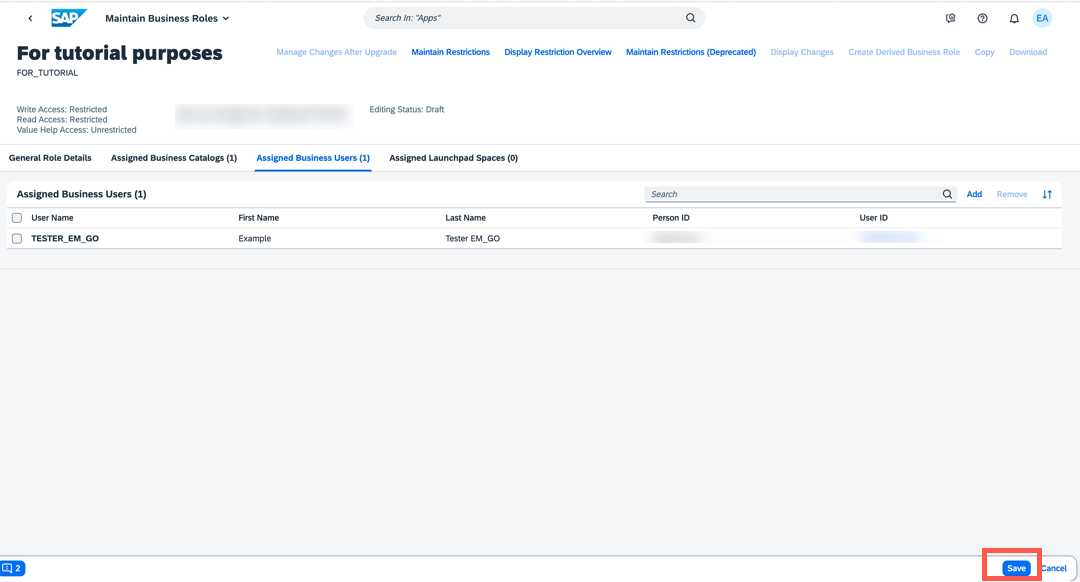 SAP Maintain Business Roles Search In: "Apps" EA
For tutorial purposes
Manage Changes After Upgrade Maintain Restrictions Display Restriction Overview Maintain Restrictions (Deprecated) Display Changes Create Derived Business Role Copy Download
FOR_TUTORIAL
Write Access: Restricted Editing Status: Draft
Read Access: Restricted
Value Help Access: Unrestricted
General Role Details Assigned Business Catalogs (1) Assigned Business Users (1) Assigned Launchpad Spaces (0)
Assigned Business Users (1) Search Add Remove
User Name First Name Last Name Person ID User ID
TESTER_EM_GO Example Tester EM_GO
2 Save Cancel